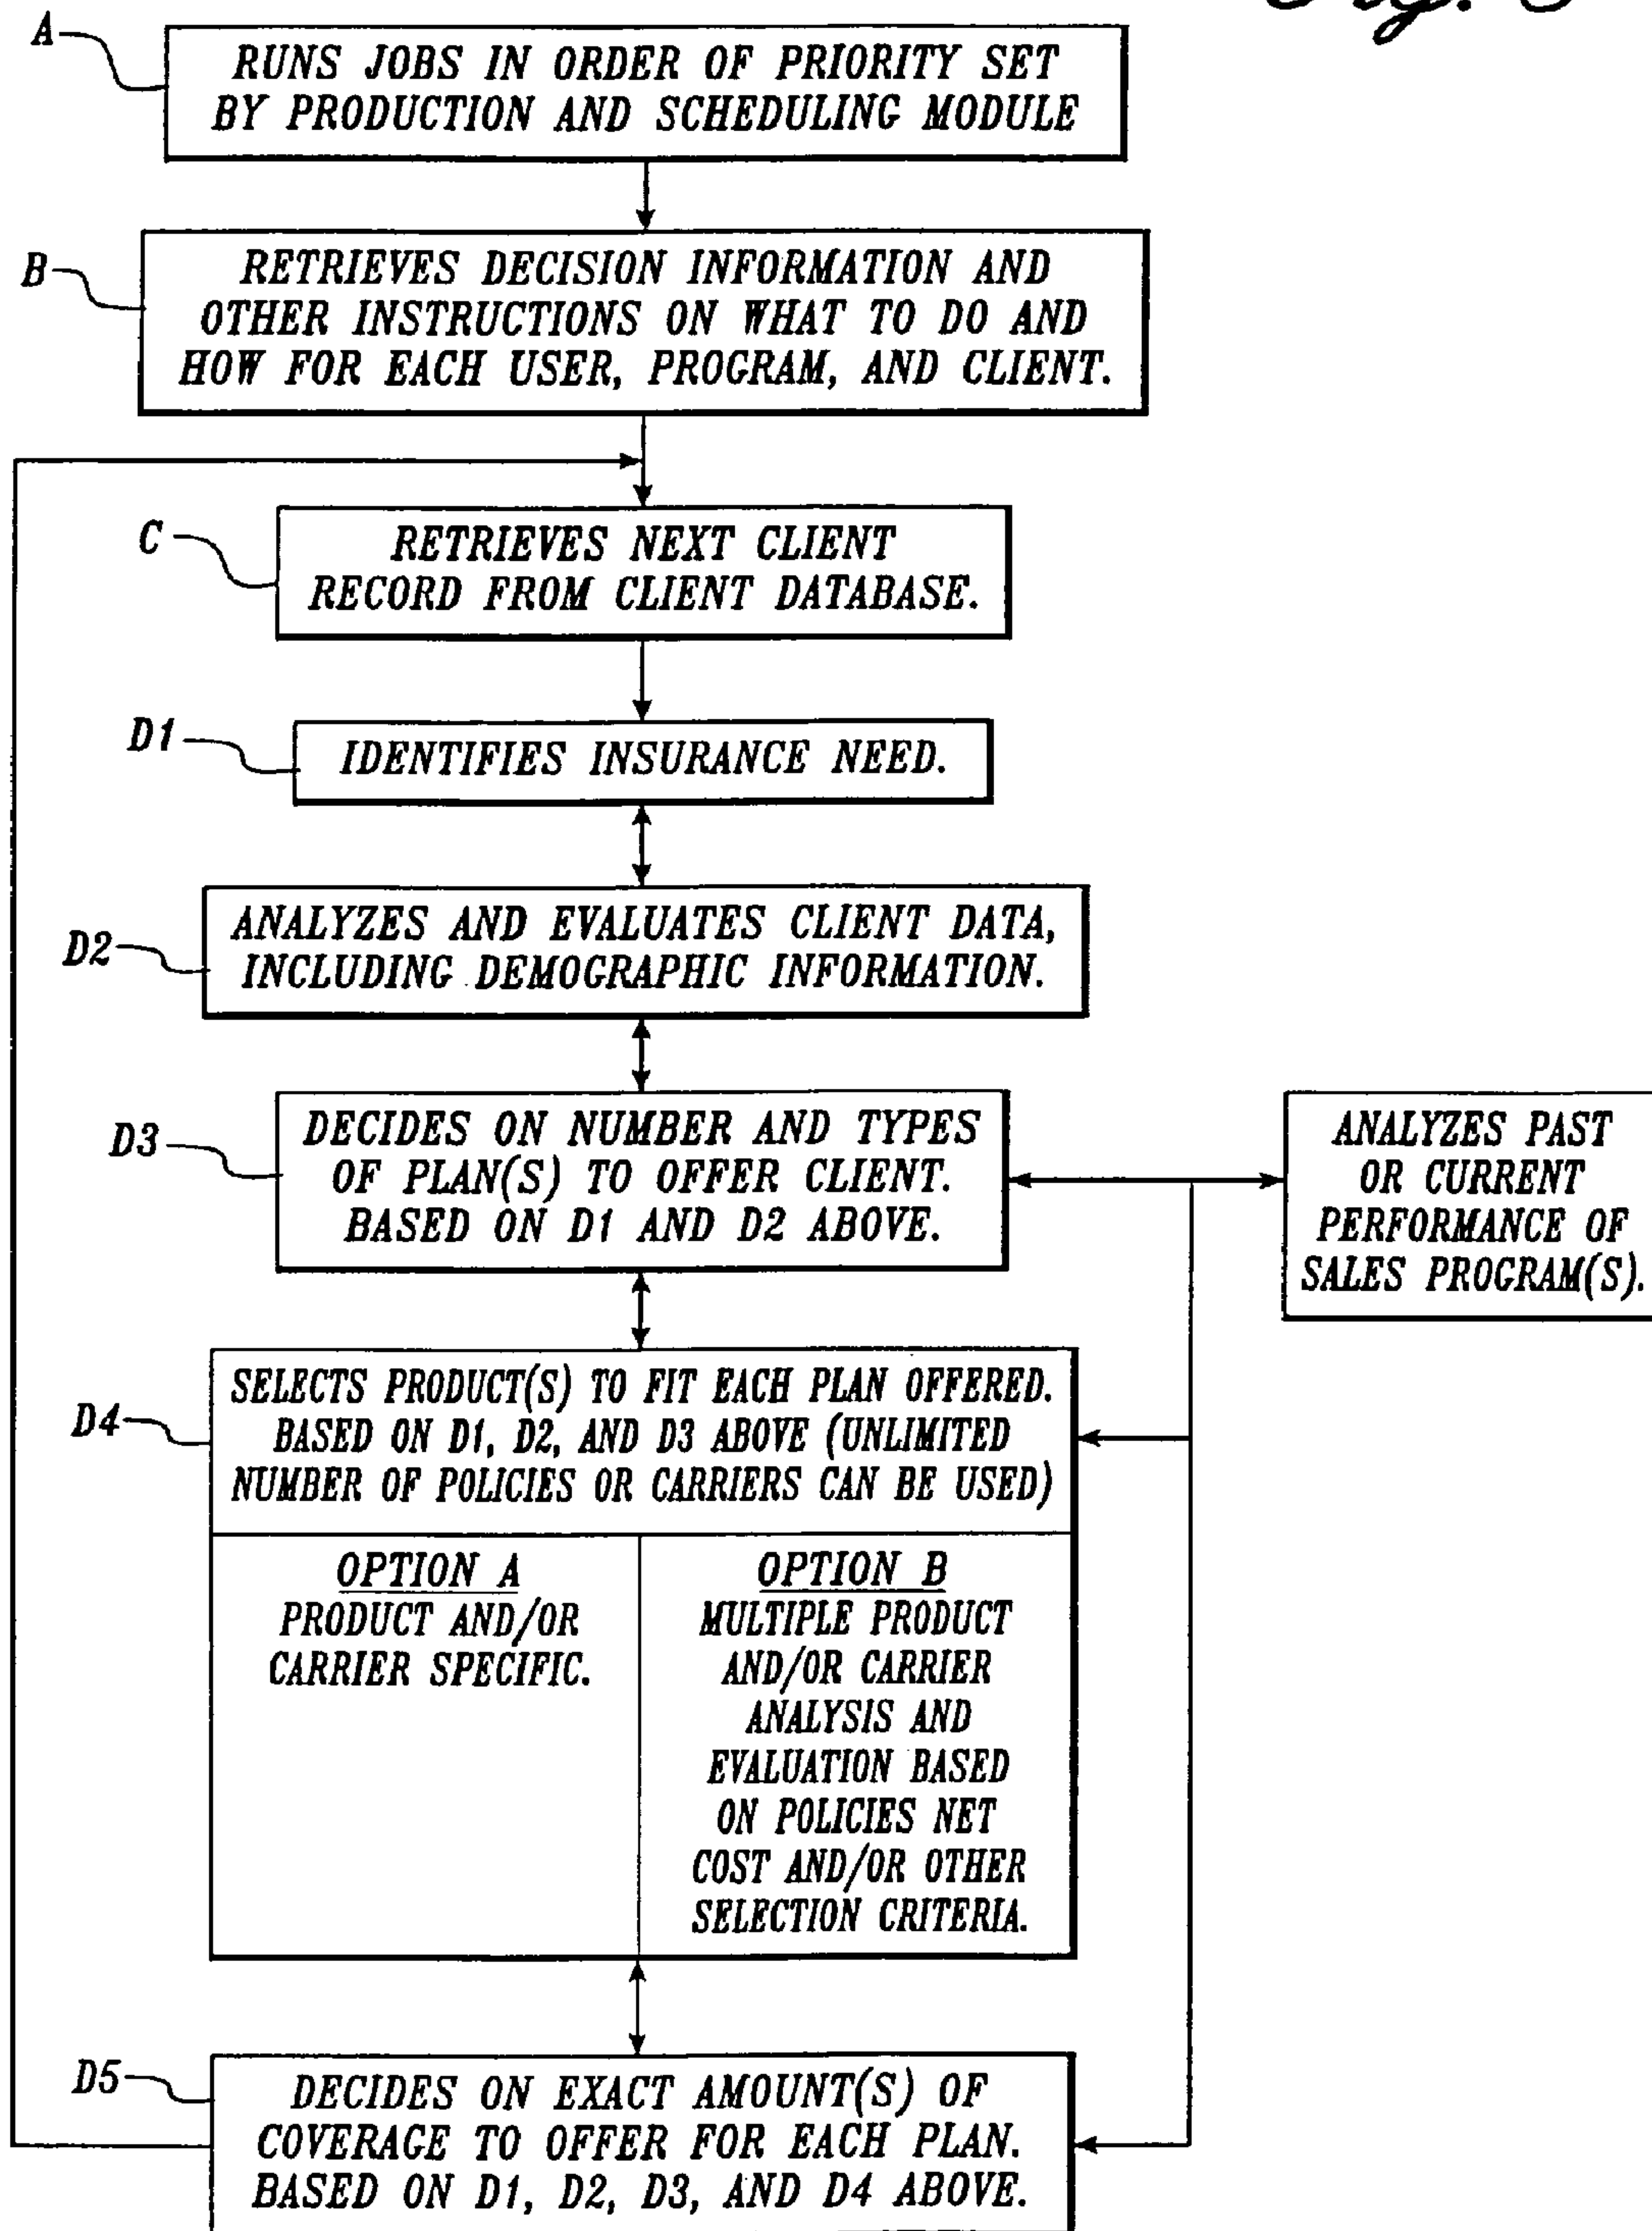 A
RUNS JOBS IN ORDER OF PRIORITY SET
BY PRODUCTION AND SCHEDULING MODULE
B
RETRIEVES DECISION INFORMATION AND
OTHER INSTRUCTIONS ON WHAT TO DO AND
HOW FOR EACH USER, PROGRAM, AND CLIENT.
C
RETRIEVES NEXT CLIENT
RECORD FROM CLIENT DATABASE.
D1
IDENTIFIES INSURANCE NEED.
D2
ANALYZES AND EVALUATES CLIENT DATA,
INCLUDING DEMOGRAPHIC INFORMATION.
D3
DECIDES ON NUMBER AND TYPES
OF PLAN(S) TO OFFER CLIENT.
BASED ON D1 AND D2 ABOVE.
ANALYZES PAST
OR CURRENT
PERFORMANCE OF
SALES PROGRAM(S).
D4
SELECTS PRODUCT(S) TO FIT EACH PLAN OFFERED.
BASED ON D1, D2, AND D3 ABOVE (UNLIMITED
NUMBER OF POLICIES OR CARRIERS CAN BE USED)
OPTION A
PRODUCT AND/OR
CARRIER SPECIFIC.
OPTION B
MULTIPLE PRODUCT
AND/OR CARRIER
ANALYSIS AND
EVALUATION BASED
ON POLICIES NET
COST AND/OR OTHER
SELECTION CRITERIA.
D5
DECIDES ON EXACT AMOUNT(S) OF
COVERAGE TO OFFER FOR EACH PLAN.
BASED ON D1, D2, D3, AND D4 ABOVE.